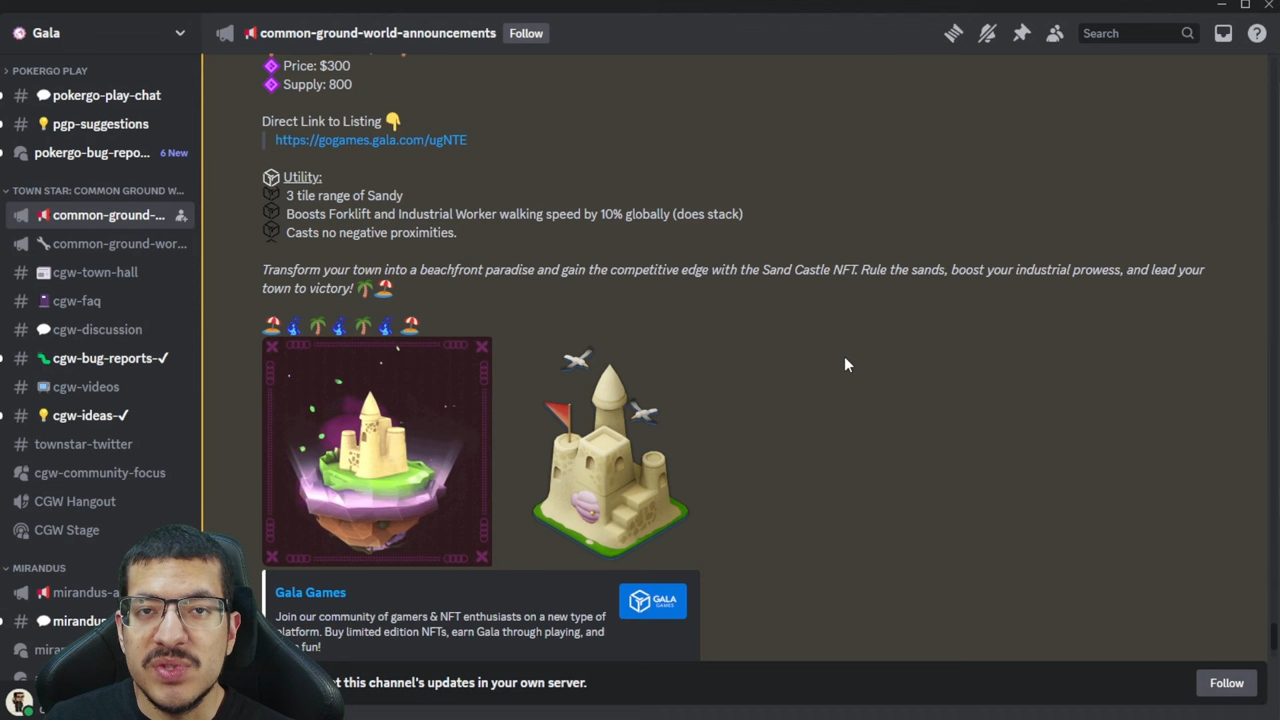 Gala
common-ground-world-announcements
Follow
Search
POKERGO PLAY
pokergo-play-chat
pgp-suggestions
pokergo-bug-repo...
6 New
TOWN STAR: COMMON GROUND W...
common-ground-...
common-ground-wor...
cgw-town-hall
cgw-faq
cgw-discussion
cgw-bug-reports-✓
cgw-videos
cgw-ideas-✓
townstar-twitter
cgw-community-focus
CGW Hangout
CGW Stage
MIRANDUS
mirandus-a
mirandus
miran
Price: $300
Supply: 800
Direct Link to Listing
https://gogames.gala.com/ugNTE
Utility:
3 tile range of Sandy
Boosts Forklift and Industrial Worker walking speed by 10% globally (does stack)
Casts no negative proximities.
Transform your town into a beachfront paradise and gain the competitive edge with the Sand Castle NFT. Rule the sands, boost your industrial prowess, and lead your
town to victory!
Gala Games
Join our community of gamers & NFT enthusiasts on a new type of
platform. Buy limited edition NFTs, earn Gala through playing, and
fun!
GALA
GAMES
t this channel's updates in your own server.
Follow